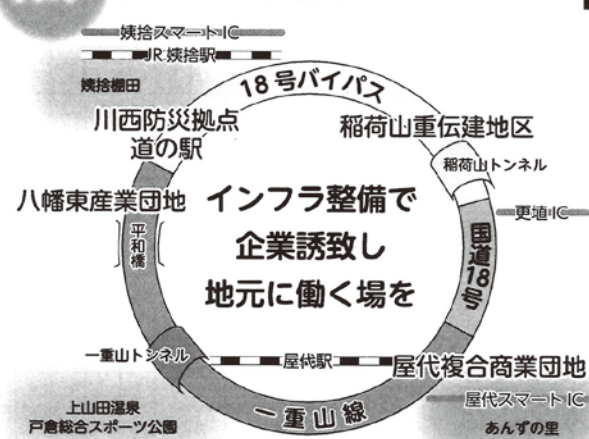 姨捨スマートIC
JR姨捨駅
姨捨棚田
18号バイパス
川西防災拠点
道の駅
稲荷山重伝建地区
稲荷山トンネル
八幡東産業団地
平和橋
インフラ整備で
企業誘致し
地元に働く場を
更埴IC
国道18号
一重山トンネル
屋代駅
屋代複合商業団地
屋代スマートIC
上山田温泉
戸倉総合スポーツ公園
一重山線
あんずの里